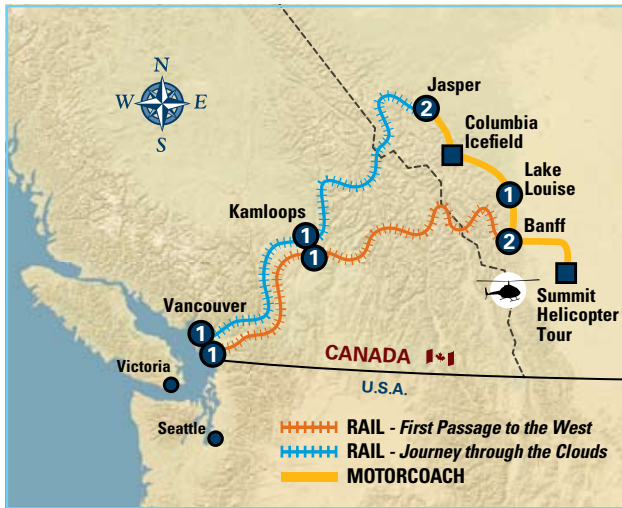 N
W
E
S
Jasper
2
Columbia
Icefield
Lake
Louise
1
Kamloops
1
1
Banff
2
Summit
Helicopter
Tour
Vancouver
1
1
CANADA
U.S.A.
Victoria
Seattle
RAIL - First Passage to the West
RAIL - Journey through the Clouds
MOTORCOACH